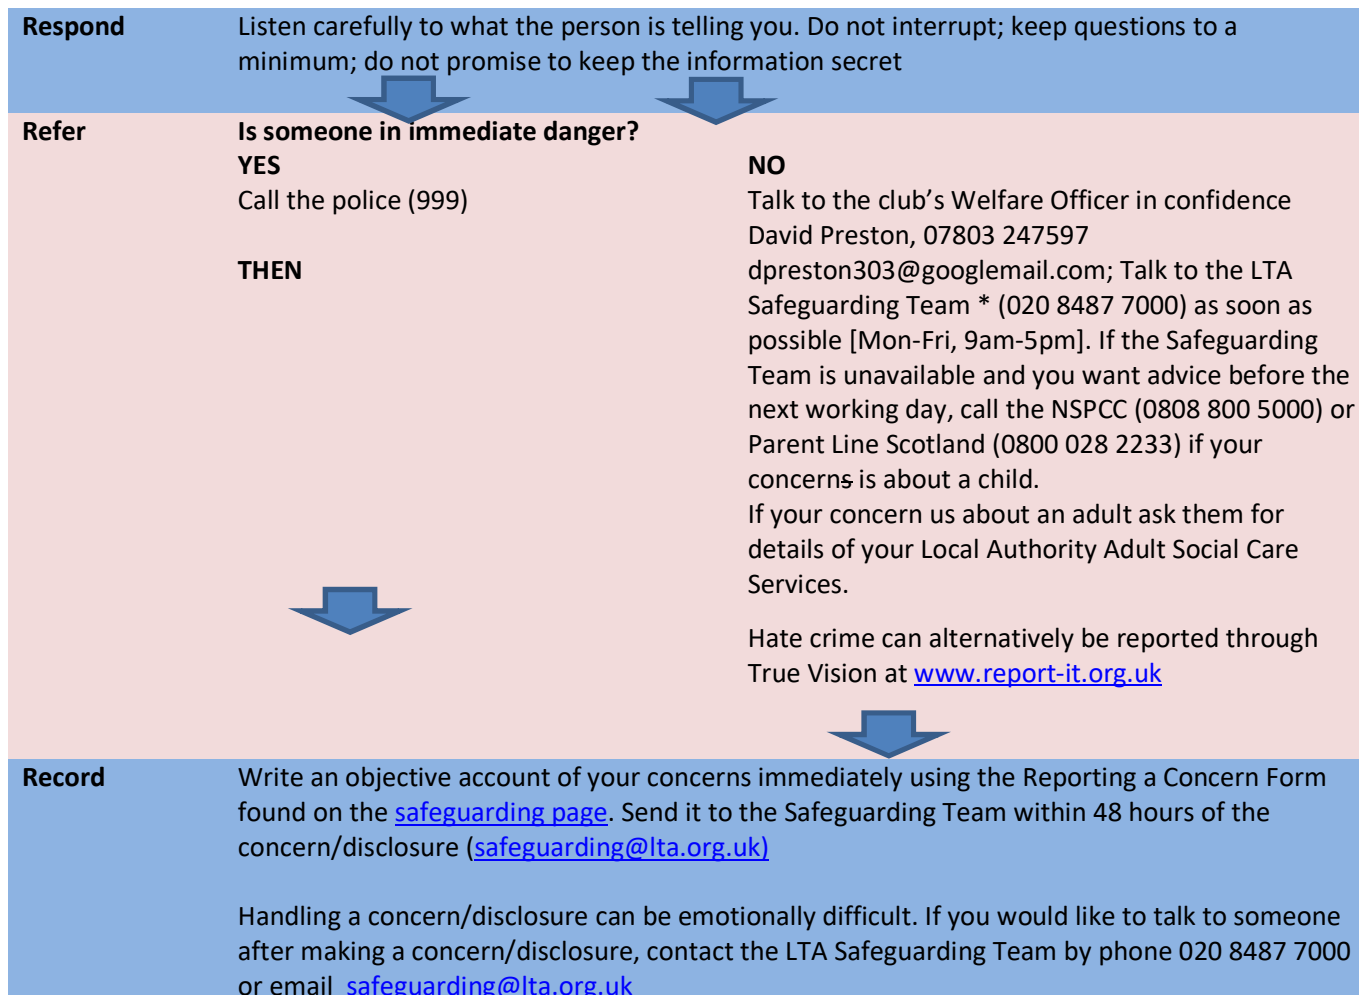 Respond
Listen carefully to what the person is telling you. Do not interrupt; keep questions to a
minimum; do not promise to keep the information secret
Refer
Is someone in immediate danger?
YES
Call the police (999)
THEN
NO
Talk to the club’s Welfare Officer in confidence
David Preston, 07803 247597
dpreston303@googlemail.com; Talk to the LTA
Safeguarding Team * (020 8487 7000) as soon as
possible [Mon-Fri, 9am-5pm]. If the Safeguarding
Team is unavailable and you want advice before the
next working day, call the NSPCC (0808 800 5000) or
Parent Line Scotland (0800 028 2233) if your
concerns is about a child.
If your concern us about an adult ask them for
details of your Local Authority Adult Social Care
Services.
Hate crime can alternatively be reported through
True Vision at www.report-it.org.uk
Record
Write an objective account of your concerns immediately using the Reporting a Concern Form
found on the safeguarding page. Send it to the Safeguarding Team within 48 hours of the
concern/disclosure (safeguarding@lta.org.uk)
Handling a concern/disclosure can be emotionally difficult. If you would like to talk to someone
after making a concern/disclosure, contact the LTA Safeguarding Team by phone 020 8487 7000
or email safeguarding@lta.org.uk